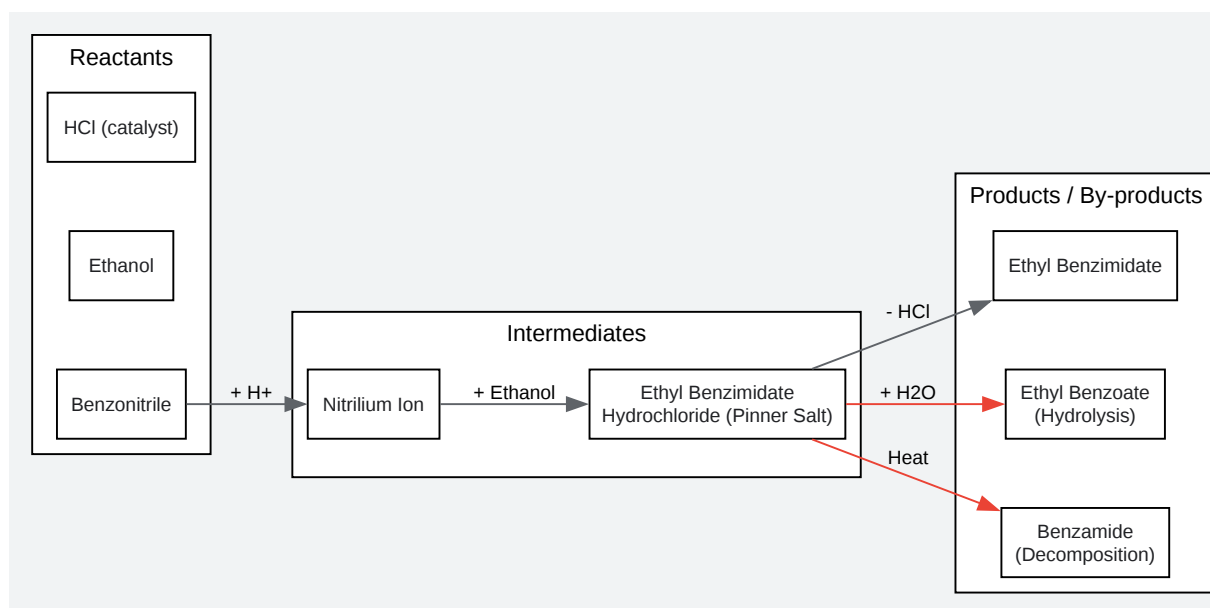 Reactants
HCl (catalyst)
Ethanol
Benzonitrile
+ H+
Intermediates
Nitrilium Ion
+ Ethanol
Ethyl Benzimidate
Hydrochloride (Pinner Salt)
- HCl
+ H2O
Heat
Products / By-products
Ethyl Benzimidate
Ethyl Benzoate
(Hydrolysis)
Benzamide
(Decomposition)